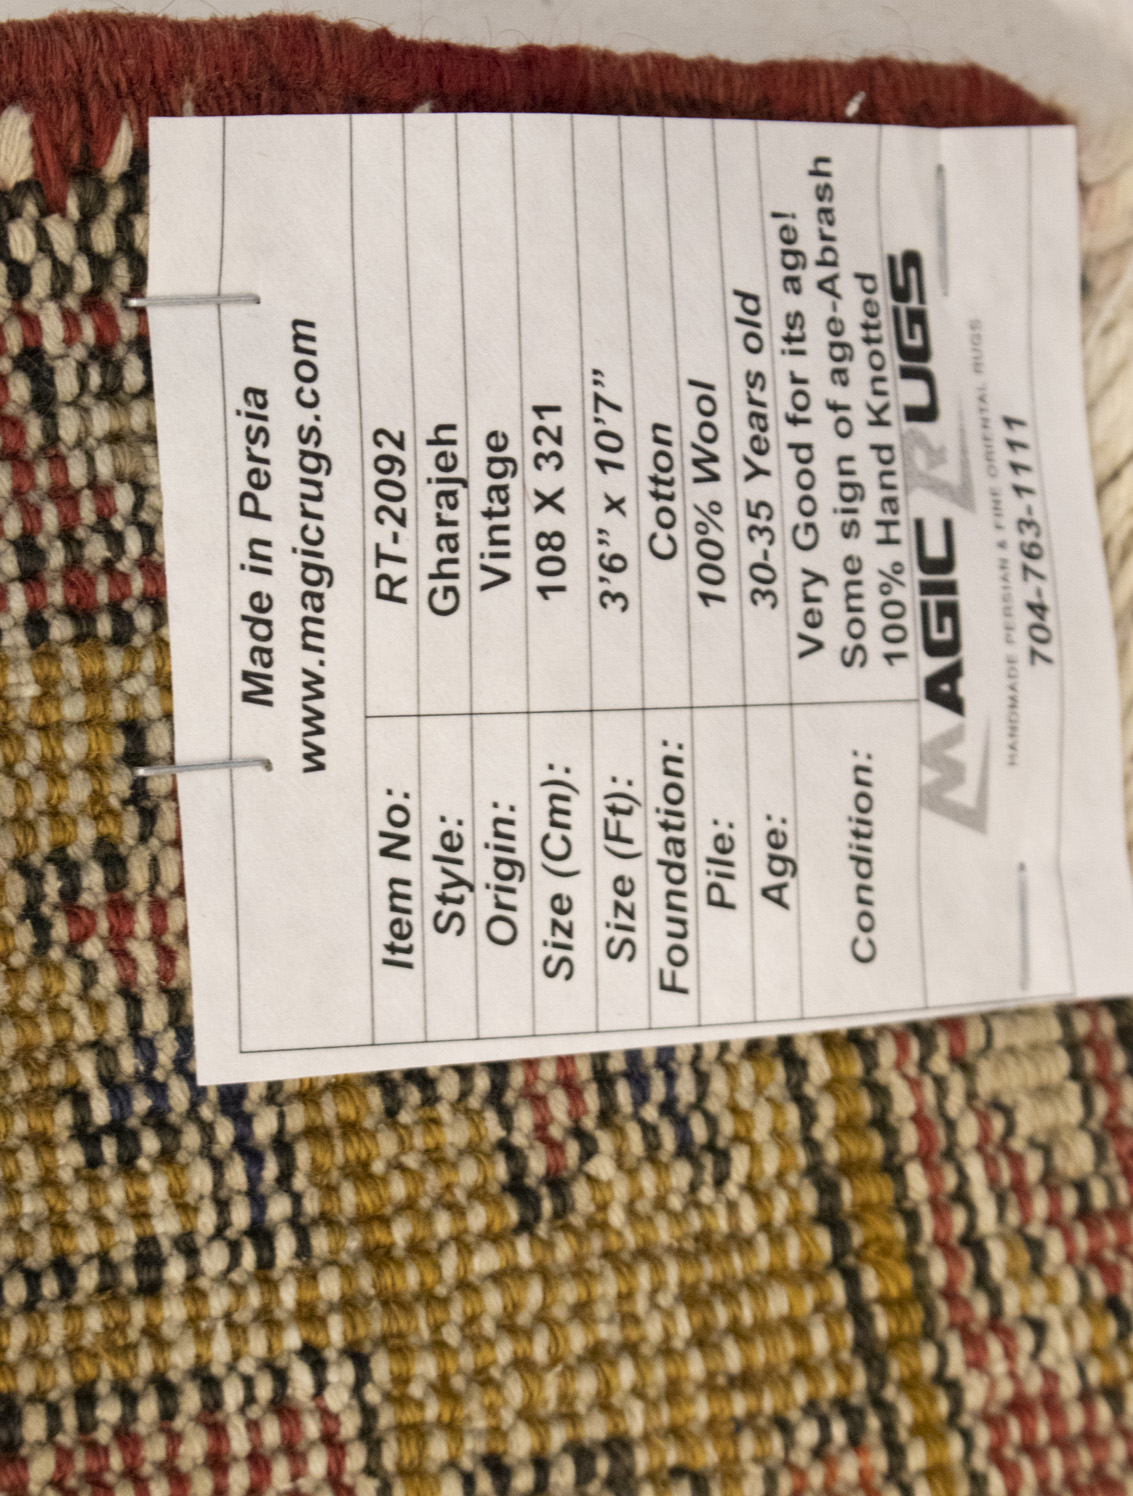 Made in Persia
www.magicrugs.com
Item No: RT-2092
Style: Gharajeh
Origin: Vintage
Size (Cm): 108 X 321
Size (Ft): 3’6” x 10’7”
Foundation: Cotton
Pile: 100% Wool
Age: 30-35 Years old
Condition: Very Good for its age!
Some sign of age-Abrash
100% Hand Knotted
MAGIC RUGS
HANDMADE PERSIAN & FINE ORIENTAL RUGS
704-763-1111